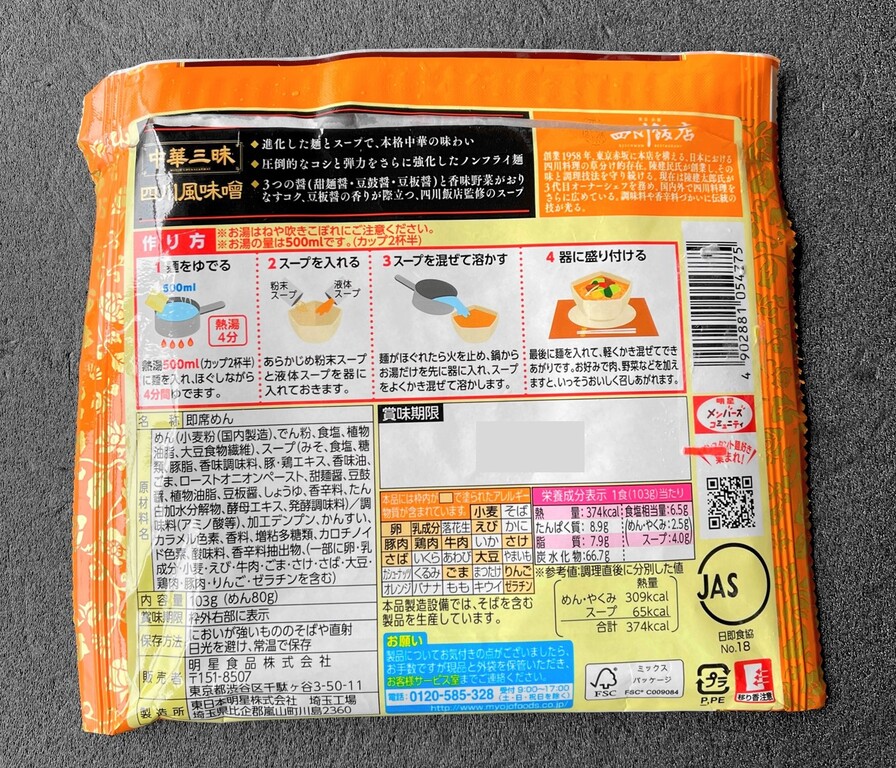 中華三昧
四川風味噌
◆進化した麺とスープで、本格中華の味わい
◆圧倒的なコシと弾力をさらに強化したノンフライ麺
◆3つの醤(甜麺醤・豆鼓醤・豆板醤)と香味野菜がおり
なすコク、豆板醤の香りが際立つ、四川飯店監修のスープ
四川飯店
創業1958年、東京赤坂に本店を構える、日本における
四川料理の草分け的存在。陳建民氏が創業し、その
味と調理技法を守り続ける。現在は陳建太郎氏が
3代目オーナーシェフを務め、国内外で四川料理を
さらに広めている。調味料や香辛料づかいに伝統の
技が光る。
作り方
※お湯はねや吹きこぼれにご注意ください。
※お湯の量は500mlです。(カップ2杯半)
1 麺をゆでる
500ml
熱湯
4分
熱湯500ml(カップ2杯半)
に麺を入れ、ほぐしながら
4分間ゆでます。
2 スープを入れる
粉末
スープ
液体
スープ
あらかじめ粉末スープ
と液体スープを器に
入れておきます。
3 スープを混ぜて溶かす
麺がほぐれたら火を止め、鍋から
お湯だけを先に器に入れ、スープ
をよくかき混ぜて溶かします。
4 器に盛り付ける
最後に麺を入れて、軽くかき混ぜてでき
あがりです。お好みで肉、野菜などを加え
ますと、いっそうおいしく召しあがれます。
4 902881 054775
明星
メンバーズ
コミュニティ
集まれ!
名称 即席めん
原材料名
めん(小麦粉(国内製造)、でん粉、食塩、植物
油脂、大豆食物繊維)、スープ(みそ、食塩、糖
類、豚脂、香味調味料、豚・鶏エキス、香味油、
ごま、ローストオニオンペースト、甜麺醤、豆鼓
醤、植物油脂、豆板醤、しょうゆ、香辛料、たん
白加水分解物、酵母エキス、発酵調味料)/調
味料(アミノ酸等)、加工デンプン、かんすい、
カラメル色素、香料、増粘多糖類、カロチノイ
ド色素、酸味料、香辛料抽出物、(一部に卵・乳
成分・小麦・えび・牛肉・ごま・さけ・さば・大豆・
鶏肉・豚肉・りんご・ゼラチンを含む)
内容量 103g(めん80g)
賞味期限 枠外右部に表示
保存方法 においが強いもののそばや直射
日光を避け、常温で保存
販売者 明星食品株式会社
〒151-8507
東京都渋谷区千駄ヶ谷3-50-11
製造所 東日本明星株式会社 埼玉工場
埼玉県比企郡嵐山町川島2360
賞味期限
本品には枠内が で塗られたアレルギー
物質が含まれています。 小麦 そば
卵 乳成分 落花生 えび かに
豚肉 鶏肉 牛肉 いか さけ
さば いくら あわび 大豆 やまいも
カシューナッツ くるみ ごま まつたけ りんご
オレンジ バナナ もも キウイ ゼラチン
本品製造設備では、そばを含む
製品を生産しています。
栄養成分表示 1食(103g)当たり
熱量:374kcal 食塩相当量:6.5g
たんぱく質:8.9g (めん・やくみ:2.5g
脂質:7.9g スープ:4.0g)
炭水化物:66.7g
※参考値:調理直後に分別した値
熱量
めん・やくみ 309kcal
スープ 65kcal
合計 374kcal
お願い
製品についてお気付きの点がございましたら、
お手数ですが現品と外袋を保管いただき、
お客様サービス室までご連絡ください。
電話:0120-585-328 受付 9:00〜17:00
(土・日・祝日を除く)
http://www.myojofoods.co.jp/
JAS
日即食協
No.18
FSC
ミックス
パッケージ
FSC® C009084
プラ
P,PE
移り香注意